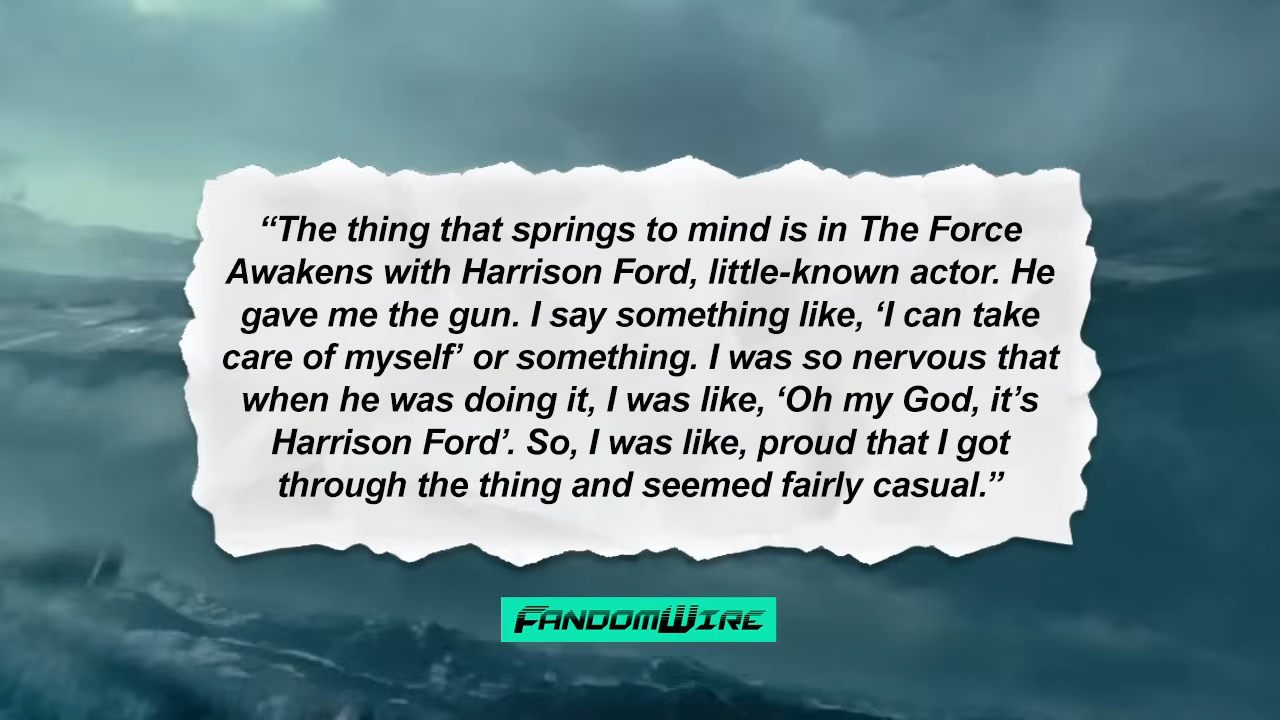 “The thing that springs to mind is in The Force
Awakens with Harrison Ford, little-known actor. He
gave me the gun. I say something like, ‘I can take
care of myself’ or something. I was so nervous that
when he was doing it, I was like, ‘Oh my God, it’s
Harrison Ford’. So, I was like, proud that I got
through the thing and seemed fairly casual.”
FANDOMWIRE